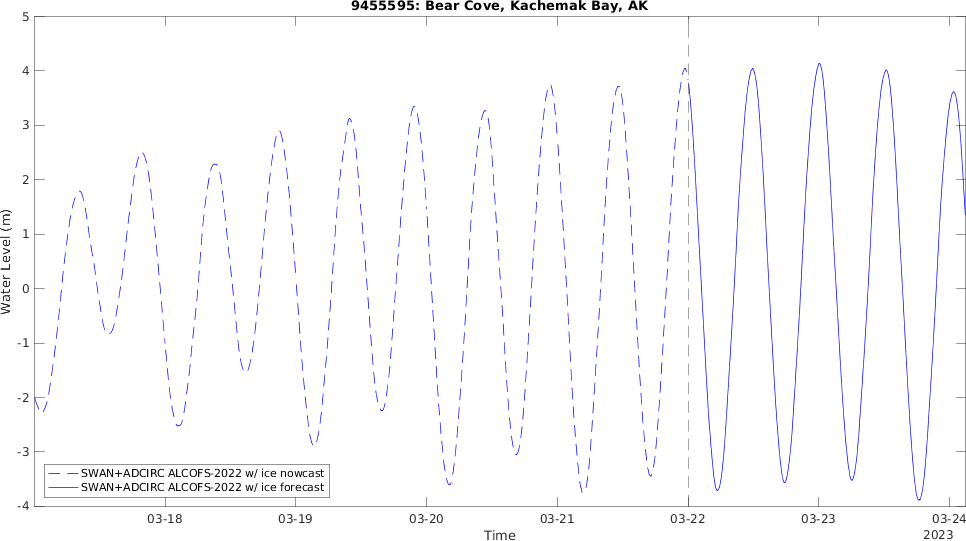 9455595: Bear Cove, Kachemak Bay, AK
5
4
3
2
1
0
-1
-2
-3
-4
Water Level (m)
SWAN+ADCIRC ALCOFS-2022 w/ ice nowcast
SWAN+ADCIRC ALCOFS-2022 w/ ice forecast
03-18 03-19 03-20 03-21 03-22 03-23 03-24
Time
2023